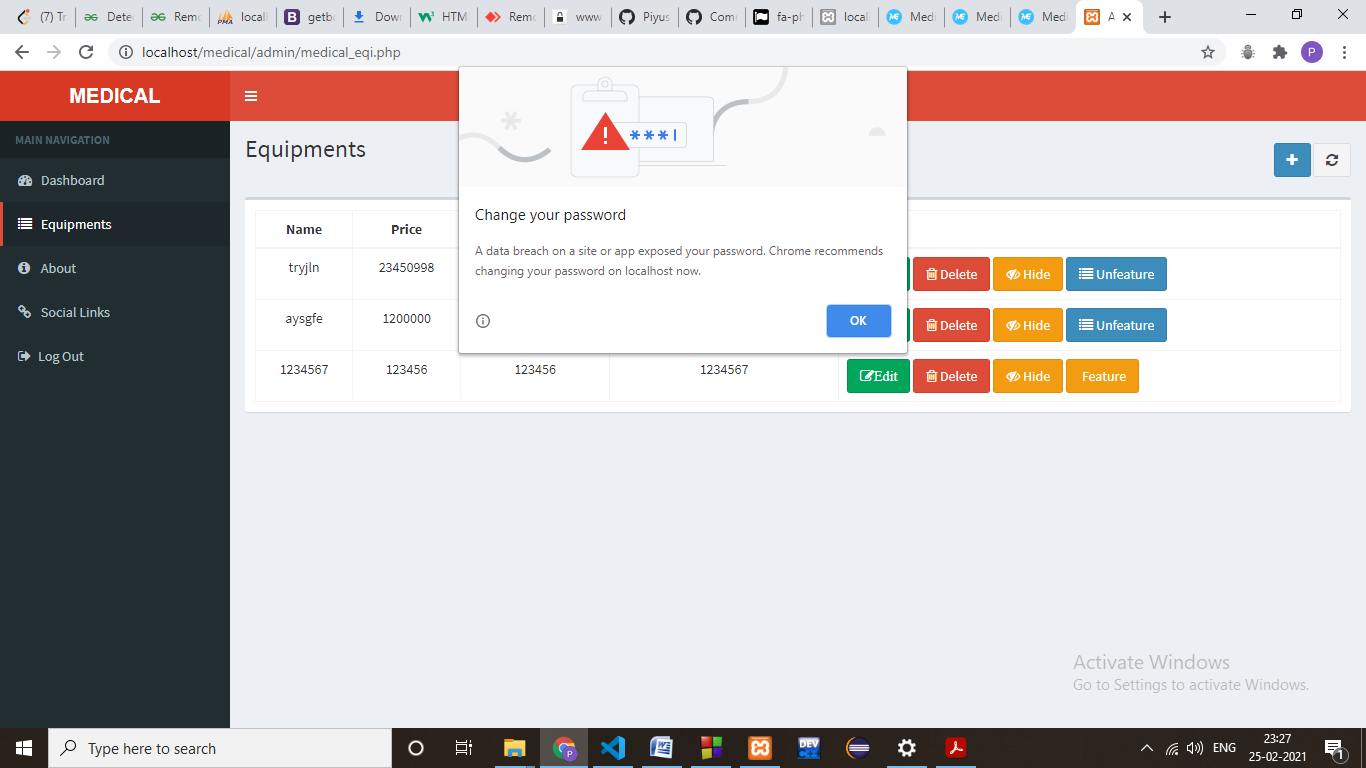 (7) Tr
Dete
Remo
locall
getbo
Down
HTM
Remo
www
Piyus
Com
fa-ph
local
Medi
Medi
Medi
A
localhost/medical/admin/medical_eqi.php
P
MEDICAL
MAIN NAVIGATION
Dashboard
Equipments
About
Social Links
Log Out
Equipments
***|
Change your password
A data breach on a site or app exposed your password. Chrome recommends
changing your password on localhost now.
OK
Name Price
tryjln 23450998 Delete Hide Unfeature
aysgfe 1200000 Delete Hide Unfeature
1234567 123456 123456 1234567 Edit Delete Hide Feature
Activate Windows
Go to Settings to activate Windows.
Type here to search
DEV
ENG
23:27
25-02-2021
1